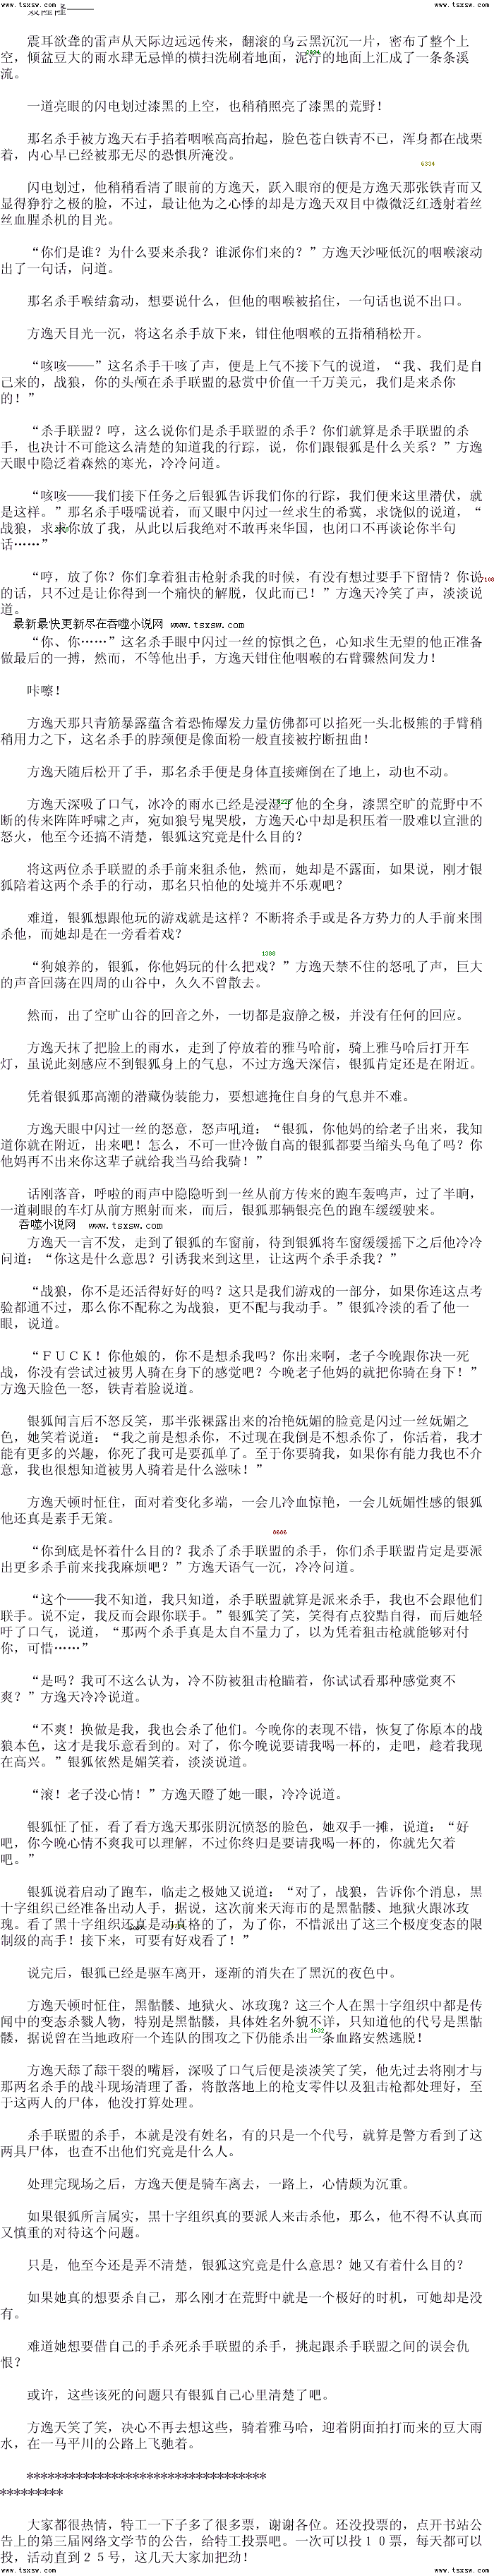 www.tsxsw.com www.tsxsw.com
轰隆隆————
震耳欲聋的雷声从天际边远远传来，翻滚的乌云黑沉沉一片，密布了整个上
空，倾盆豆大的雨水肆无忌惮的横扫洗刷着地面，泥泞的地面上汇成了一条条溪
流。
一道亮眼的闪电划过漆黑的上空，也稍稍照亮了漆黑的荒野！
那名杀手被方逸天右手掐着咽喉高高抬起，脸色苍白铁青不已，浑身都在战栗
着，内心早已经被那无尽的恐惧所淹没。
6334
闪电划过，他稍稍看清了眼前的方逸天，跃入眼帘的便是方逸天那张铁青而又
显得狰狞之极的脸，不过，最让他为之心悸的却是方逸天双目中微微泛红透射着丝
丝血腥杀机的目光。
“你们是谁？为什么要来杀我？谁派你们来的？”方逸天沙哑低沉的咽喉滚动
出了一句话，问道。
那名杀手喉结翕动，想要说什么，但他的咽喉被掐住，一句话也说不出口。
方逸天目光一沉，将这名杀手放下来，钳住他咽喉的五指稍稍松开。
“咳咳——”这名杀手干咳了声，便是上气不接下气的说道，“我、我们是自
己来的，战狼，你的头颅在杀手联盟的悬赏中价值一千万美元，我们是来杀你
的！”
“杀手联盟？哼，这么说你们是杀手联盟的杀手？你们就算是杀手联盟的杀
手，也决计不可能这么清楚的知道我的行踪，说，你们跟银狐是什么关系？”方逸
天眼中隐泛着森然的寒光，冷冷问道。
“咳咳——我们接下任务之后银狐告诉我们你的行踪，我们便来这里潜伏，就
是这样。”那名杀手嗫嚅说着，而又眼中闪过一丝求生的希冀，求饶似的说道，“
战狼，求求你放了我，从此以后我绝对不敢再来华国，也闭口不再谈论你半句
话……”
“哼，放了你？你们拿着狙击枪射杀我的时候，有没有想过要手下留情？你说
的话，只不过是让你得到一个痛快的解脱，仅此而已！”方逸天冷笑了声，淡淡说
道。
最新最快更新尽在吞噬小说网 www.tsxsw.com
“你、你……”这名杀手眼中闪过一丝的惊惧之色，心知求生无望的他正准备
做最后的一搏，然而，不等他出手，方逸天钳住他咽喉的右臂骤然间发力！
咔嚓！
方逸天那只青筋暴露蕴含着恐怖爆发力量仿佛都可以掐死一头北极熊的手臂稍
稍用力之下，这名杀手的脖颈便是像面粉一般直接被拧断扭曲！
方逸天随后松开了手，那名杀手便是身体直接瘫倒在了地上，动也不动。
方逸天深吸了口气，冰冷的雨水已经是浸湿了他的全身，漆黑空旷的荒野中不
断的传来阵阵呼啸之声，宛如狼号鬼哭般，方逸天心中却是积压着一股难以宣泄的
怒火，他至今还搞不清楚，银狐这究竟是什么目的？
将这两位杀手联盟的杀手前来狙杀他，然而，她却是不露面，如果说，刚才银
狐陪着这两个杀手的行动，那名只怕他的处境并不乐观吧？
难道，银狐想跟他玩的游戏就是这样？不断将杀手或是各方势力的人手前来围
杀他，而她却是在一旁看着戏？
1388
“狗娘养的，银狐，你他妈玩的什么把戏？”方逸天禁不住的怒吼了声，巨大
的声音回荡在四周的山谷中，久久不曾散去。
然而，出了空旷山谷的回音之外，一切都是寂静之极，并没有任何的回应。
方逸天抹了把脸上的雨水，走到了停放着的雅马哈前，骑上雅马哈后打开车
灯，虽说此刻感应不到银狐身上的气息，不过方逸天深信，银狐肯定还是在附近。
凭着银狐那高潮的潜藏伪装能力，要想遮掩住自身的气息并不难。
方逸天眼中闪过一丝的怒意，怒声吼道：“银狐，你他妈的给老子出来，我知
道你就在附近，出来吧！怎么，不可一世冷傲自高的银狐都要当缩头乌龟了吗？你
他妈再不出来你这辈子就给我当马给我骑！”
话刚落音，呼啦的雨声中隐隐听到一丝从前方传来的跑车轰鸣声，过了半晌，
一道刺眼的车灯从前方照射而来，而后，银狐那辆银亮色的跑车缓缓驶来。
吞噬小说网 www.tsxsw.com
方逸天一言不发，走到了银狐的车窗前，待到银狐将车窗缓缓摇下之后他冷冷
问道：“你这是什么意思？引诱我来到这里，让这两个杀手杀我？”
“战狼，你不是还活得好好的吗？这只是我们游戏的一部分，如果你连这点考
验都通不过，那么你不配称之为战狼，更不配与我动手。”银狐冷淡的看了他一
眼，说道。
“ＦＵＣＫ！你他娘的，你不是想杀我吗？你出来啊，老子今晚跟你决一死
战，你没有尝试过被男人骑在身下的感觉吧？今晚老子他妈的就把你骑在身下！”
方逸天脸色一怒，铁青着脸说道。
银狐闻言后不怒反笑，那半张裸露出来的冶艳妩媚的脸竟是闪过一丝妩媚之
色，她笑着说道：“我之前是想杀你，不过现在我倒是不想杀你了，你活着，我才
能有更多的兴趣，你死了我可是要孤单了。至于你要骑我，如果你有能力我也不介
意，我也很想知道被男人骑着是什么滋味！”
方逸天顿时怔住，面对着变化多端，一会儿冷血惊艳，一会儿妩媚性感的银狐
他还真是素手无策。
8686
“你到底是怀着什么目的？我杀了杀手联盟的杀手，你们杀手联盟肯定是要派
出更多杀手前来找我麻烦吧？”方逸天语气一沉，冷冷问道。
“这个——我不知道，我只知道，杀手联盟就算是派来杀手，我也不会跟他们
联手。说不定，我反而会跟你联手。”银狐笑了笑，笑得有点狡黠自得，而后她轻
吁了口气，说道，“那两个杀手真是太自不量力了，以为凭着狙击枪就能够对付
你，可惜……”
“是吗？我可不这么认为，冷不防被狙击枪瞄着，你试试看那种感觉爽不
爽？”方逸天冷冷说道。
“不爽！换做是我，我也会杀了他们。今晚你的表现不错，恢复了你原本的战
狼本色，这才是我乐意看到的。对了，你今晚说要请我喝一杯的，走吧，趁着我现
在高兴。”银狐依然是媚笑着，淡淡说道。
“滚！老子没心情！”方逸天瞪了她一眼，冷冷说道。
银狐怔了怔，看了看方逸天那张阴沉愤怒的脸色，她双手一摊，说道：“好
吧，你今晚心情不爽我可以理解，不过你终归是要请我喝一杯的，你就先欠着
吧。”
银狐说着启动了跑车，临走之极她又说道：“对了，战狼，告诉你个消息，黑
十字组织已经准备出动人手，据说，这次前来天海市的是黑骷髅、地狱火跟冰玫
瑰。看了黑十字组织还真是动真格的了，为了你，不惜派出了这三个极度变态的限
制级的高手！接下来，可要有好戏看了！”
说完后，银狐已经是驱车离开，逐渐的消失在了黑沉的夜色中。
方逸天顿时怔住，黑骷髅、地狱火、冰玫瑰？这三个人在黑十字组织中都是传
闻中的变态杀戮人物，特别是黑骷髅，具体姓名外貌不详，只知道他的代号是黑骷
髅，据说曾在当地政府一个连队的围攻之下仍能杀出一条血路安然逃脱！
方逸天舔了舔干裂的嘴唇，深吸了口气后便是淡淡笑了笑，他先过去将刚才与
那两名杀手的战斗现场清理了番，将散落地上的枪支零件以及狙击枪都处理好，至
于这两人的尸体，他没打算处理。
杀手联盟的杀手，本就是没有姓名，有的只是一个代号，就算是警方看到了这
两具尸体，也查不出他们究竟是什么人。
处理完现场之后，方逸天便是骑车离去，一路上，心情颇为沉重。
如果银狐所言属实，黑十字组织真的要派人来击杀他，那么，他不得不认真而
又慎重的对待这个问题。
只是，他至今还是弄不清楚，银狐这究竟是什么意思？她又有着什么目的？
如果她真的想要杀自己，那么刚才在荒野中就是一个极好的时机，可她却是没
有。
难道她想要借自己的手杀死杀手联盟的杀手，挑起跟杀手联盟之间的误会仇
恨？
或许，这些该死的问题只有银狐自己心里清楚了吧。
方逸天笑了笑，决心不再去想这些，骑着雅马哈，迎着阴面拍打而来的豆大雨
水，在一马平川的公路上飞驰着。
**********************************
*********
大家都很热情，特工一下子多了很多票，谢谢各位。还没投票的，点开书站公
告上的第三届网络文学节的公告，给特工投票吧。一次可以投１０票，每天都可以
投，活动直到２５号，这几天大家加把劲！
www.tsxsw.com www.tsxsw.com